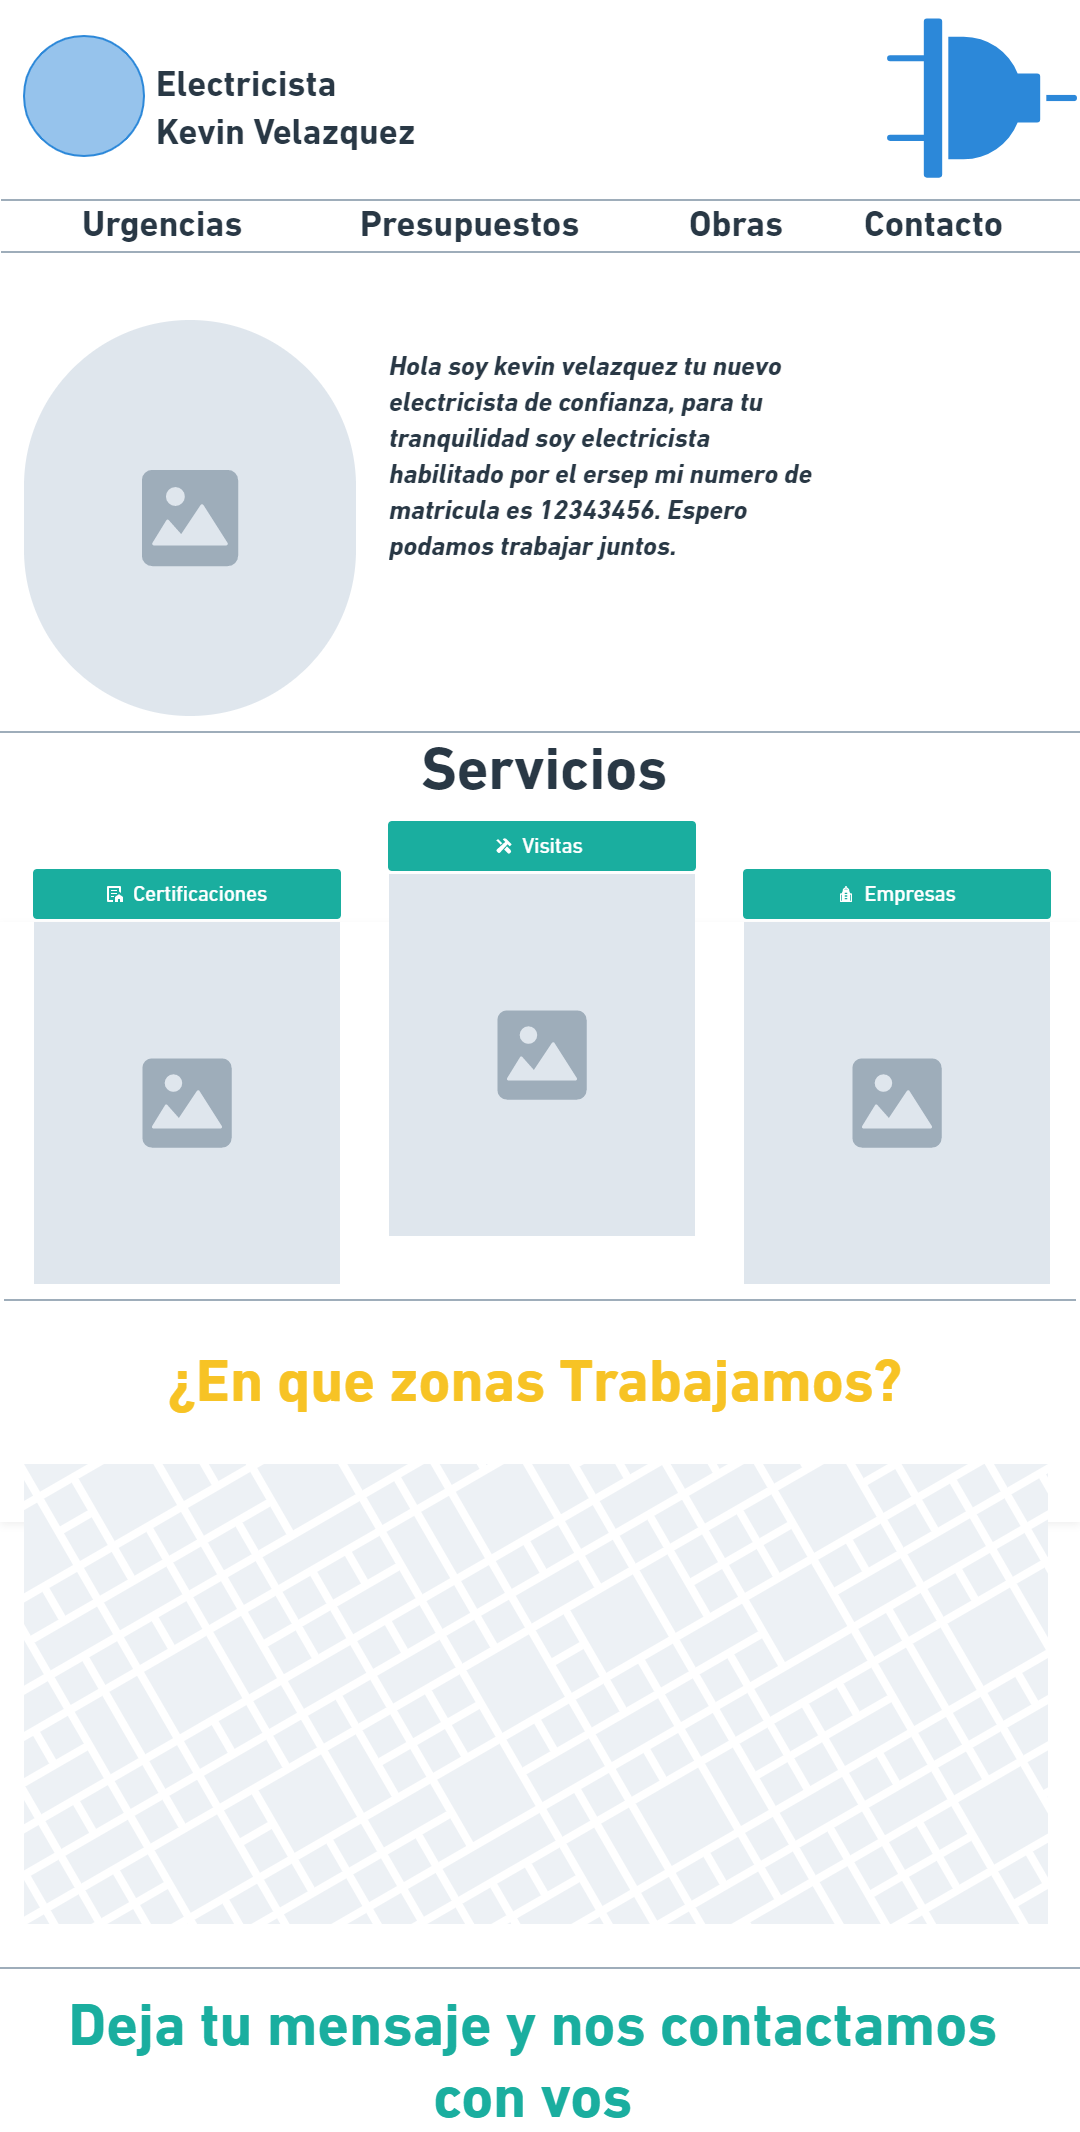 Electricista
Kevin Velazquez
Urgencias Presupuestos Obras Contacto
Hola soy kevin velazquez tu nuevo
electricista de confianza, para tu
tranquilidad soy electricista
habilitado por el ersep mi numero de
matricula es 12343456. Espero
podamos trabajar juntos.
Servicios
Visitas
Certificaciones
Empresas
¿En que zonas Trabajamos?
Deja tu mensaje y nos contactamos
con vos